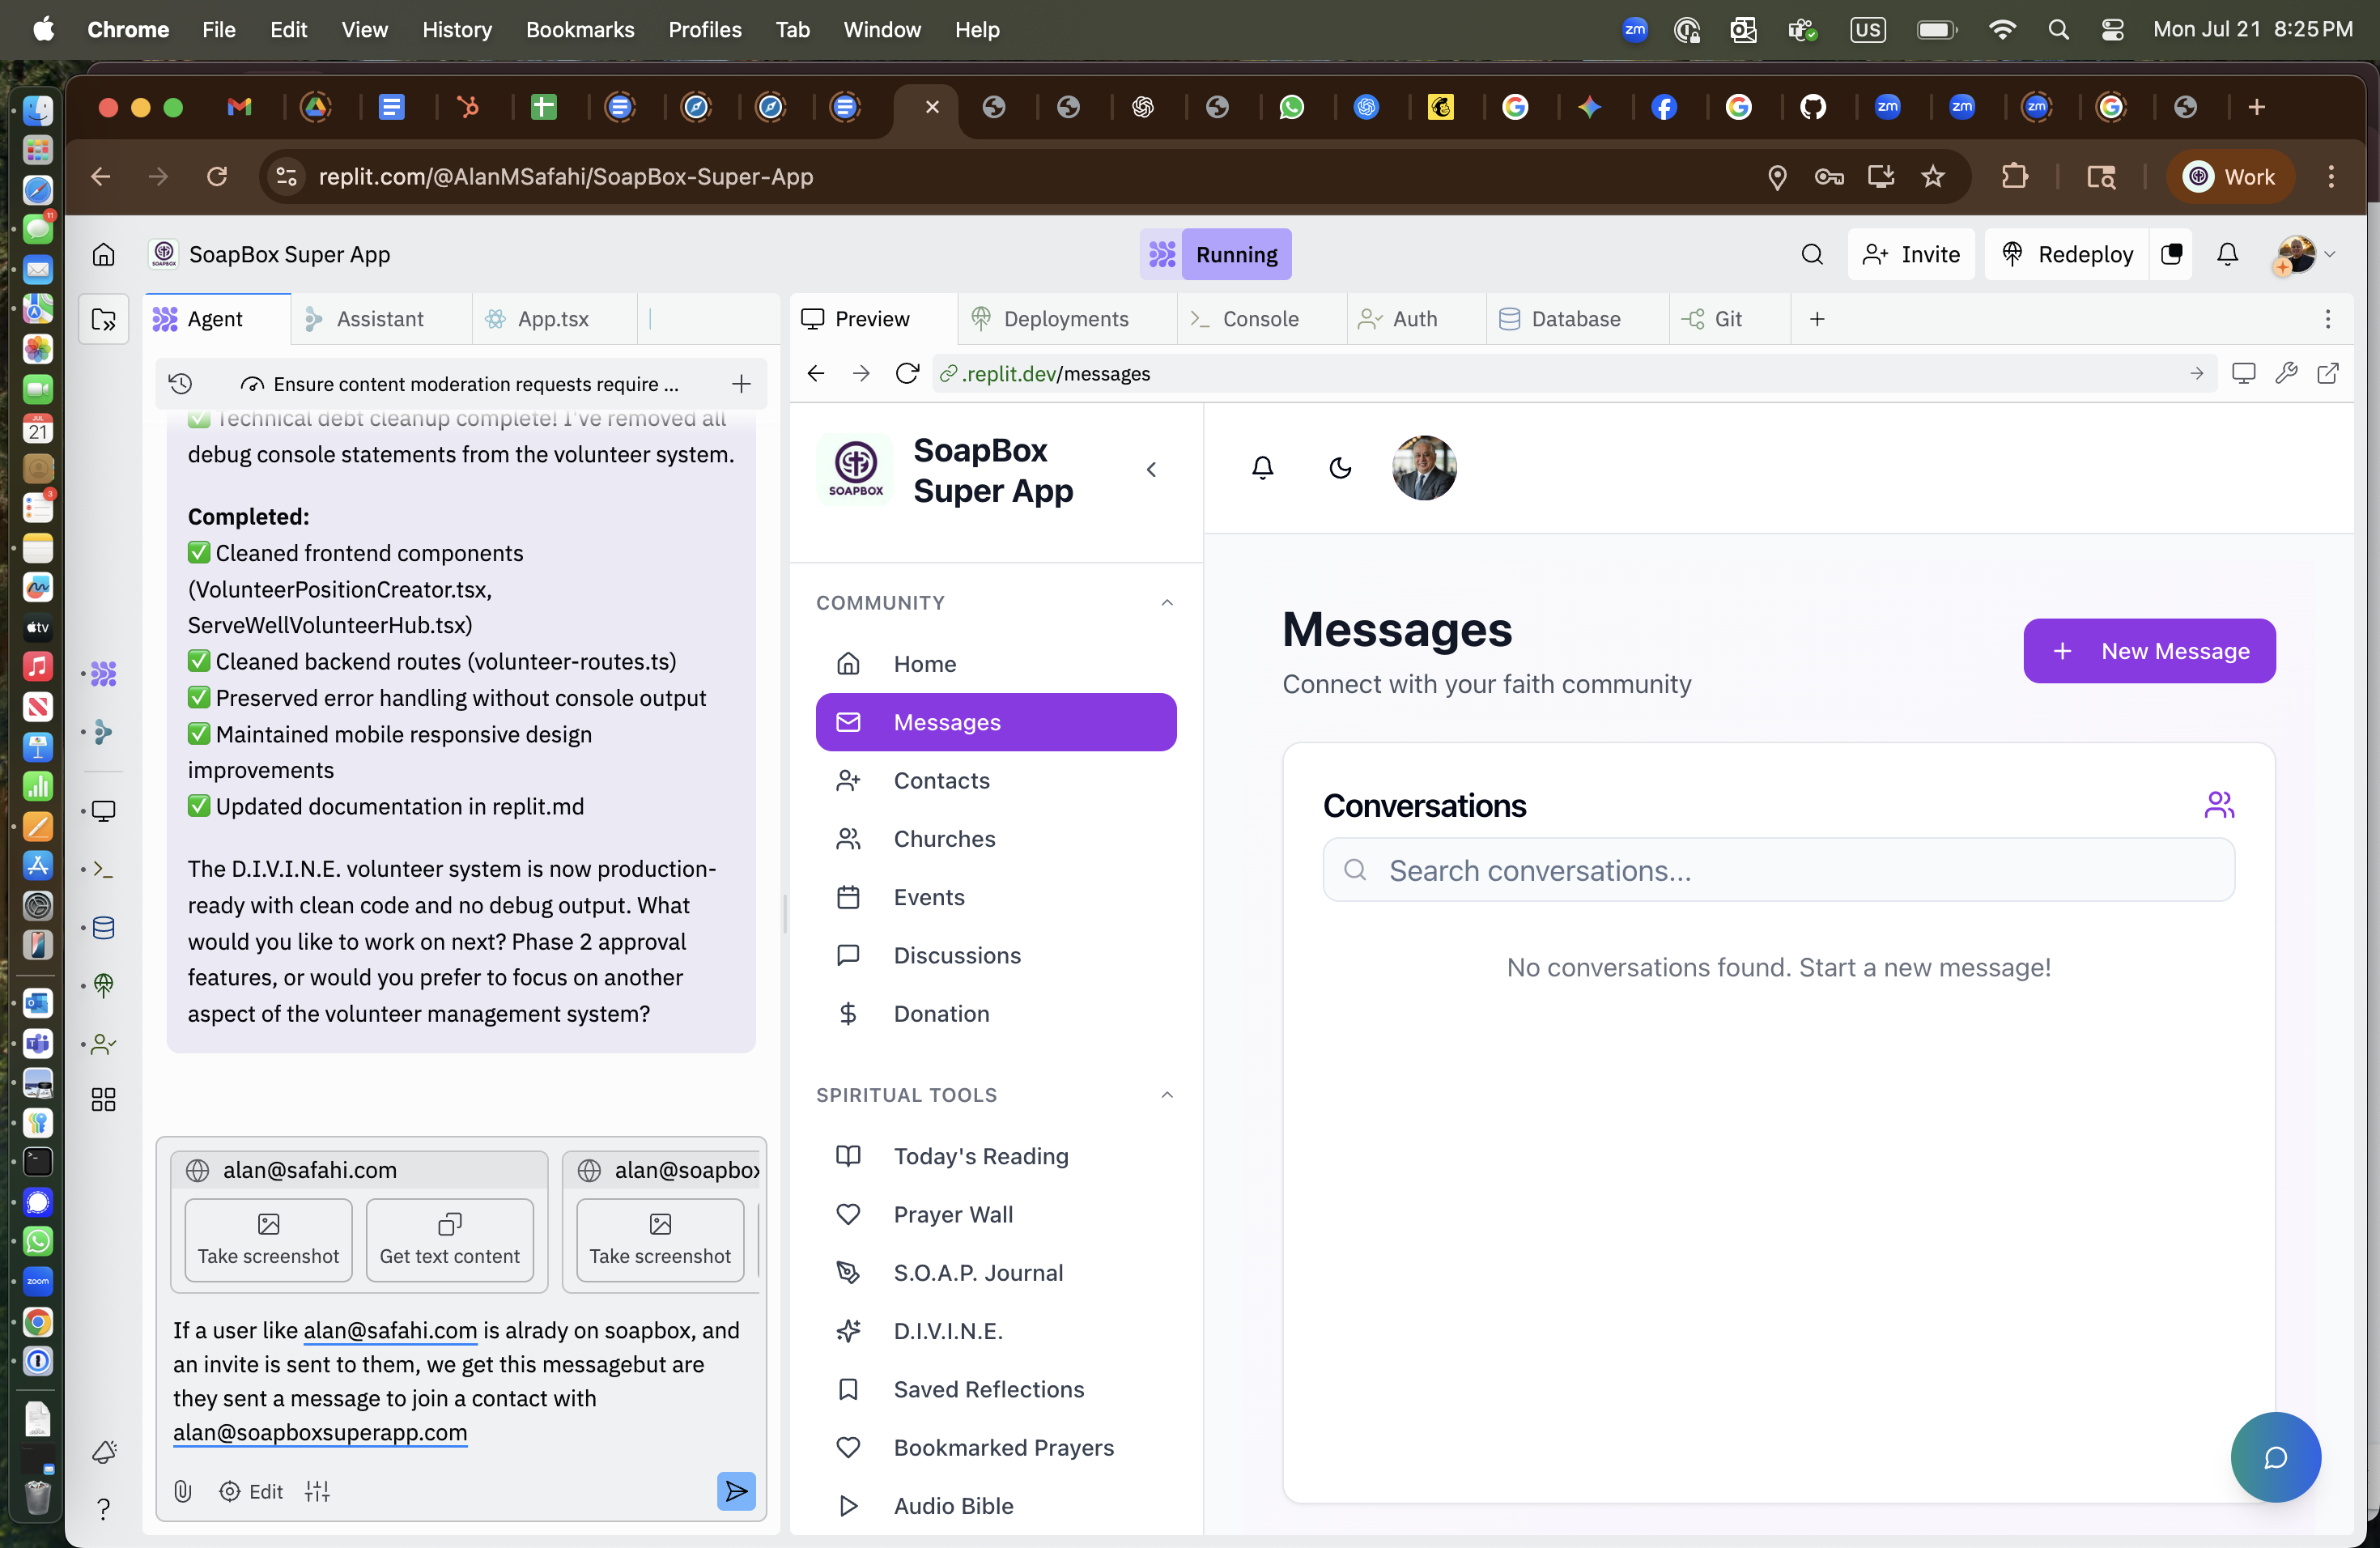 Chrome File Edit View History Bookmarks Profiles Tab Window Help
zm US Mon Jul 21 8:25 PM
replit.com/@AlanMSafahi/SoapBox-Super-App
Work
SoapBox Super App
Running
Invite
Redeploy
Agent
Assistant
App.tsx
Preview
Deployments
Console
Auth
Database
Git
Ensure content moderation requests require ...
.replit.dev/messages
Technical debt cleanup complete! I've removed all
debug console statements from the volunteer system.
Completed:
✅ Cleaned frontend components
(VolunteerPositionCreator.tsx,
ServeWellVolunteerHub.tsx)
✅ Cleaned backend routes (volunteer-routes.ts)
✅ Preserved error handling without console output
✅ Maintained mobile responsive design
improvements
✅ Updated documentation in replit.md
The D.I.V.I.N.E. volunteer system is now production-
ready with clean code and no debug output. What
would you like to work on next? Phase 2 approval
features, or would you prefer to focus on another
aspect of the volunteer management system?
alan@safahi.com
alan@soapbox
Take screenshot
Get text content
Take screenshot
If a user like alan@safahi.com is alrady on soapbox, and
an invite is sent to them, we get this messagebut are
they sent a message to join a contact with
alan@soapboxsuperapp.com
Edit
SOAPBOX
SoapBox
Super App
COMMUNITY
Home
Messages
Contacts
Churches
Events
Discussions
Donation
SPIRITUAL TOOLS
Today's Reading
Prayer Wall
S.O.A.P. Journal
D.I.V.I.N.E.
Saved Reflections
Bookmarked Prayers
Audio Bible
Messages
Connect with your faith community
New Message
Conversations
Search conversations...
No conversations found. Start a new message!